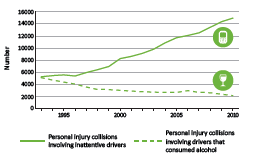 16000
14000
12000
10000
8000
6000
4000
2000
0
Number
1995
2000
2005
2010
Personal injury collisions
involving inattentive drivers
Personal injury collisions
involving drivers that
consumed alcohol